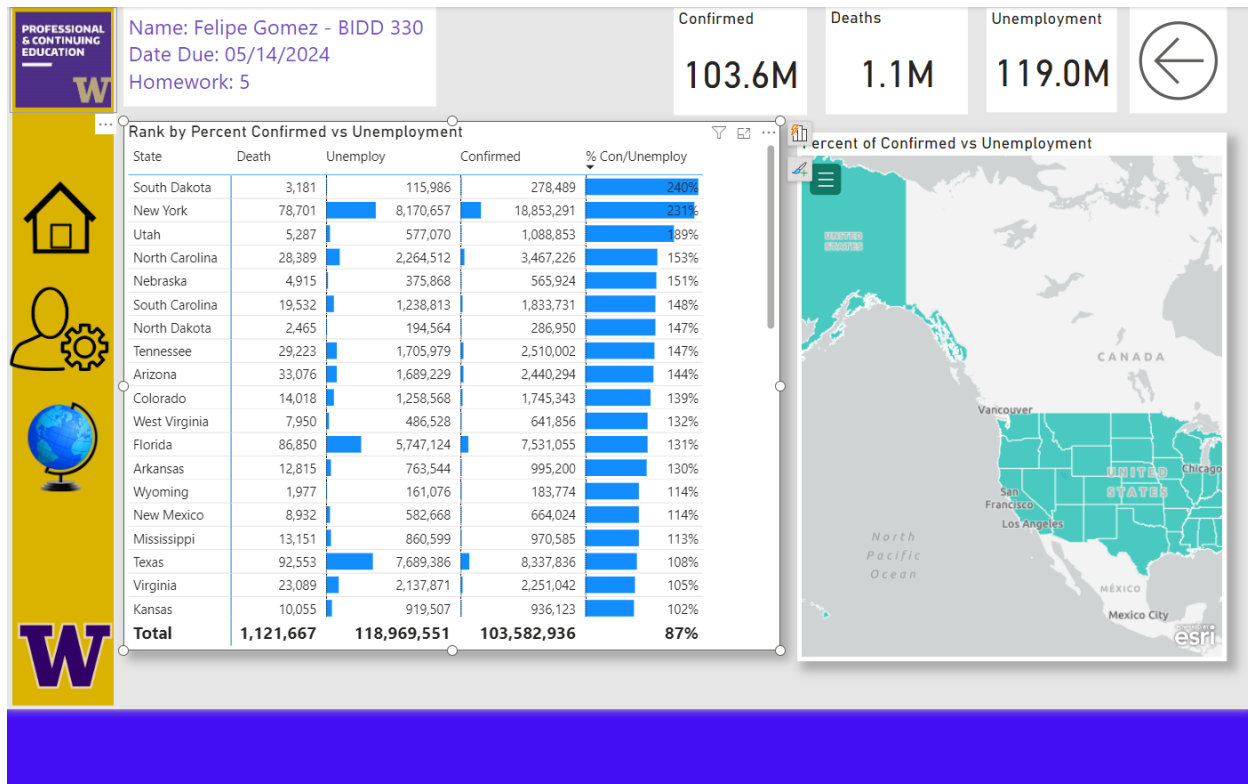 PROFESSIONAL
& CONTINUING
EDUCATION
W
Name: Felipe Gomez - BIDD 330
Date Due: 05/14/2024
Homework: 5
Confirmed
103.6M
Deaths
1.1M
Unemployment
119.0M
Rank by Percent Confirmed vs Unemployment
State Death Unemploy Confirmed % Con/Unemploy
South Dakota 3,181 115,986 278,489 240%
New York 78,701 8,170,657 18,853,291 231%
Utah 5,287 577,070 1,088,853 189%
North Carolina 28,389 2,264,512 3,467,226 153%
Nebraska 4,915 375,868 565,924 151%
South Carolina 19,532 1,238,813 1,833,731 148%
North Dakota 2,465 194,564 286,950 147%
Tennessee 29,223 1,705,979 2,510,002 147%
Arizona 33,076 1,689,229 2,440,294 144%
Colorado 14,018 1,258,568 1,745,343 139%
West Virginia 7,950 486,528 641,856 132%
Florida 86,850 5,747,124 7,531,055 131%
Arkansas 12,815 763,544 995,200 130%
Wyoming 1,977 161,076 183,774 114%
New Mexico 8,932 582,668 664,024 114%
Mississippi 13,151 860,599 970,585 113%
Texas 92,553 7,689,386 8,337,836 108%
Virginia 23,089 2,137,871 2,251,042 105%
Kansas 10,055 919,507 936,123 102%
Total 1,121,667 118,969,551 103,582,936 87%
ercent of Confirmed vs Unemployment
UNITED
STATES
CANADA
Vancouver
UNITED
STATES
Chicago
San
Francisco
Los Angeles
North
Pacific
Ocean
MÉXICO
Mexico City
esri
W